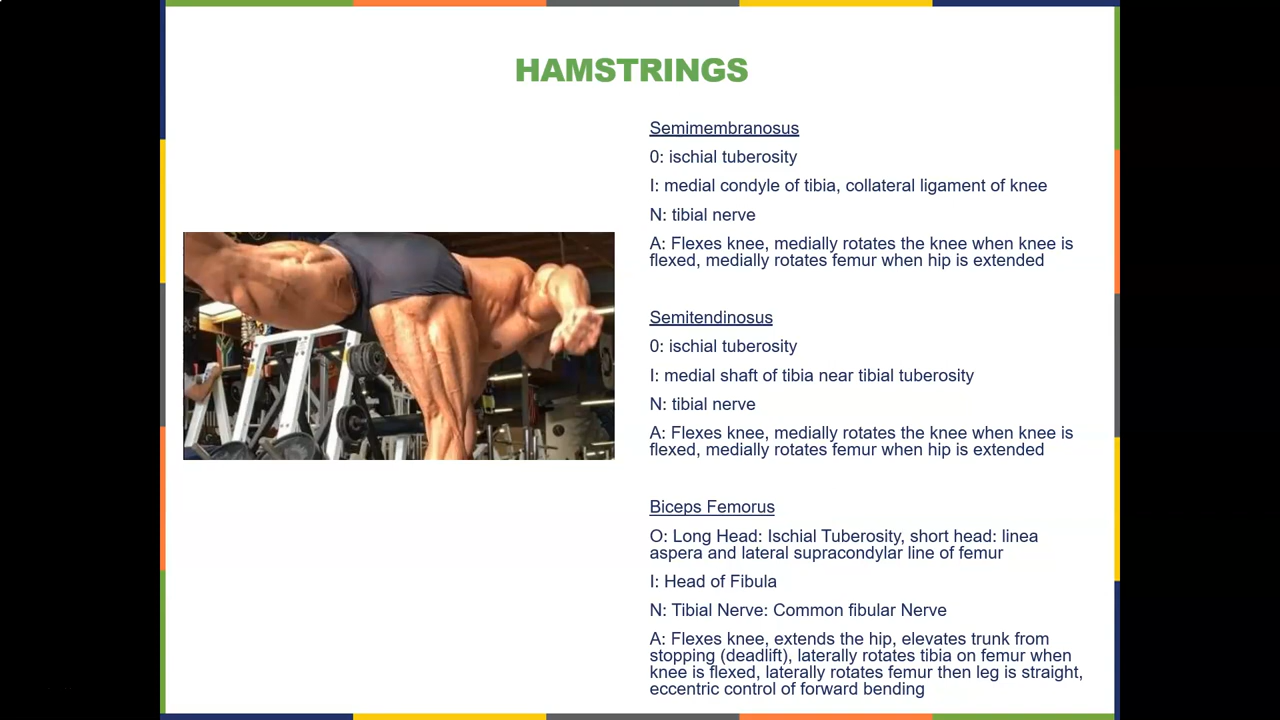 HAMSTRINGS
Semimembranosus
0: ischial tuberosity
I: medial condyle of tibia, collateral ligament of knee
N: tibial nerve
A: Flexes knee, medially rotates the knee when knee is
flexed, medially rotates femur when hip is extended
Semitendinosus
0: ischial tuberosity
I: medial shaft of tibia near tibial tuberosity
N: tibial nerve
A: Flexes knee, medially rotates the knee when knee is
flexed, medially rotates femur when hip is extended
Biceps Femorus
O: Long Head: Ischial Tuberosity, short head: linea
aspera and lateral supracondylar line of femur
I: Head of Fibula
N: Tibial Nerve: Common fibular Nerve
A: Flexes knee, extends the hip, elevates trunk from
stopping (deadlift), laterally rotates tibia on femur when
knee is flexed, laterally rotates femur then leg is straight,
eccentric control of forward bending